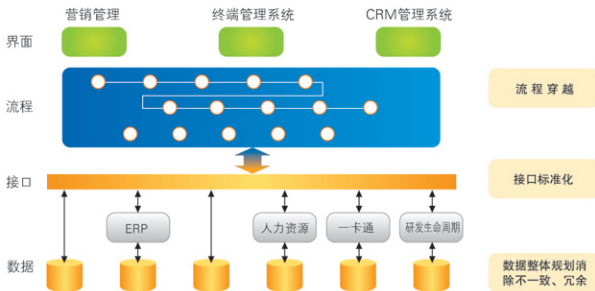 营销管理
终端管理系统
CRM管理系统
界面
流程
流程穿越
接口
接口标准化
ERP
人力资源
一卡通
研发生命周期
数据
数据整体规划消
除不一致、冗余